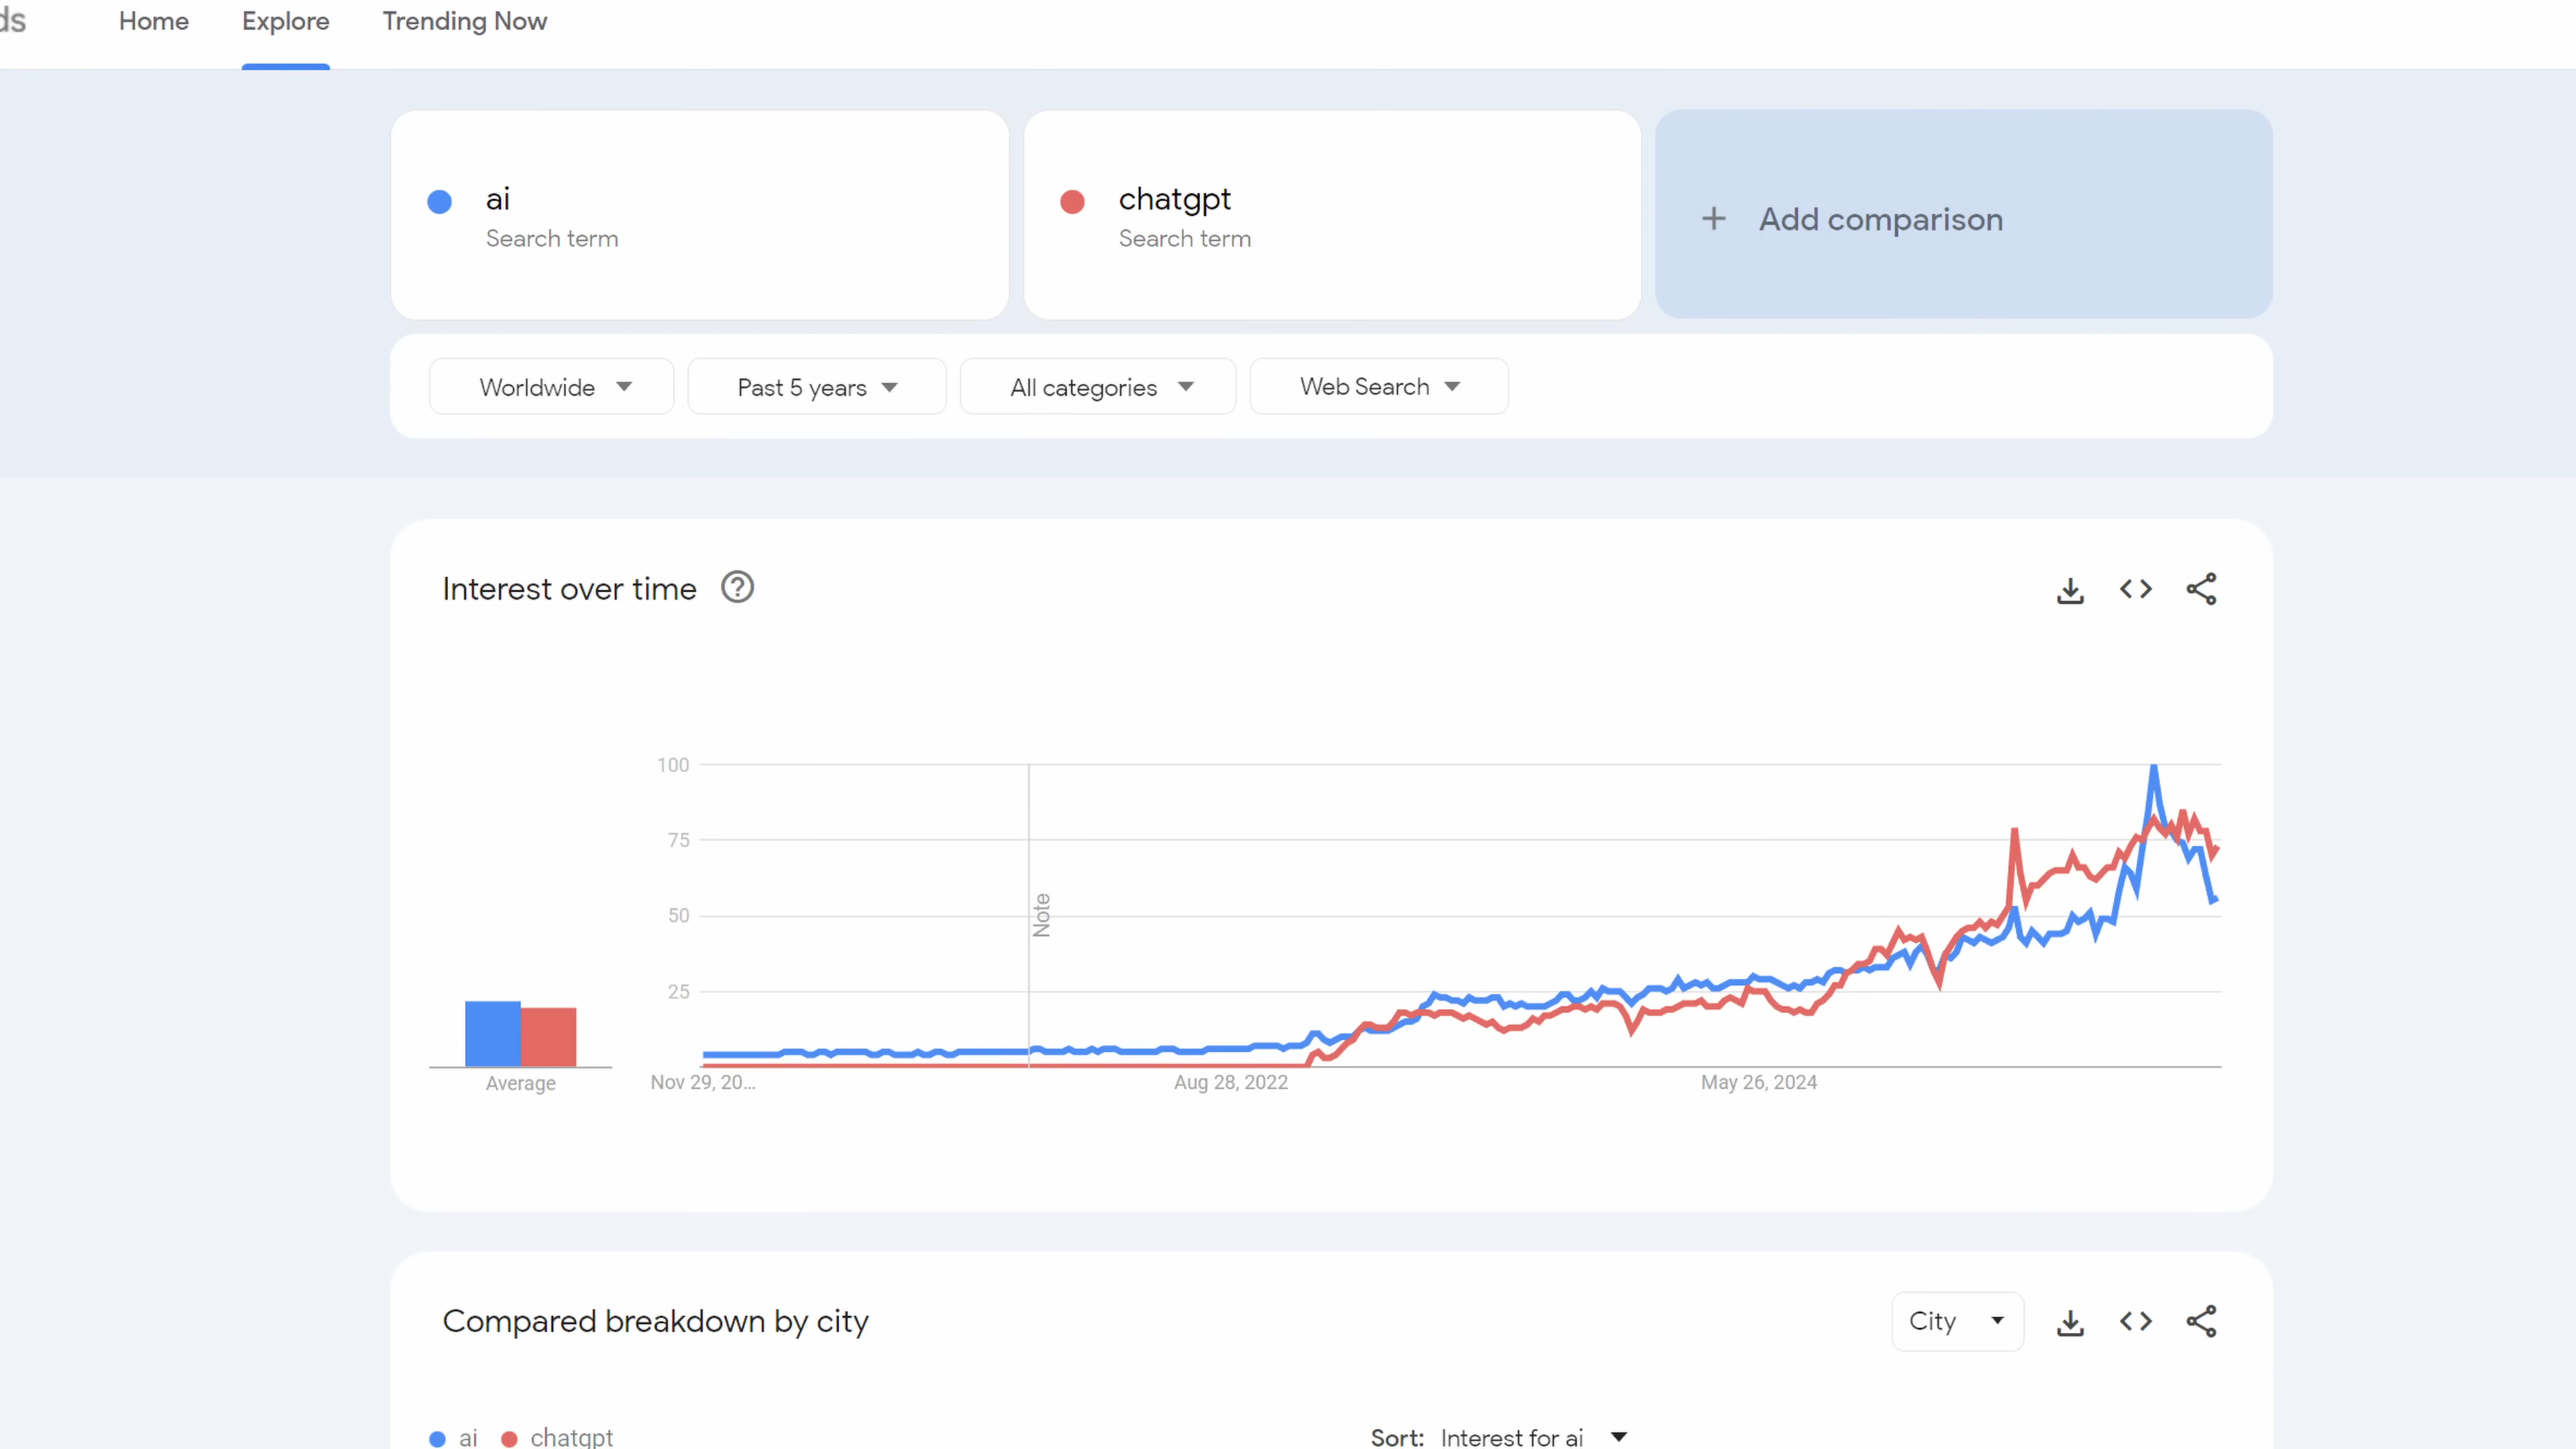 ds Home Explore Trending Now
ai
Search term
chatgpt
Search term
+ Add comparison
Worldwide Past 5 years All categories Web Search
Interest over time
100
75
50
25
Note
Average
Nov 29, 20... Aug 28, 2022 May 26, 2024
Compared breakdown by city
City
ai chatgpt
Sort: Interest for ai